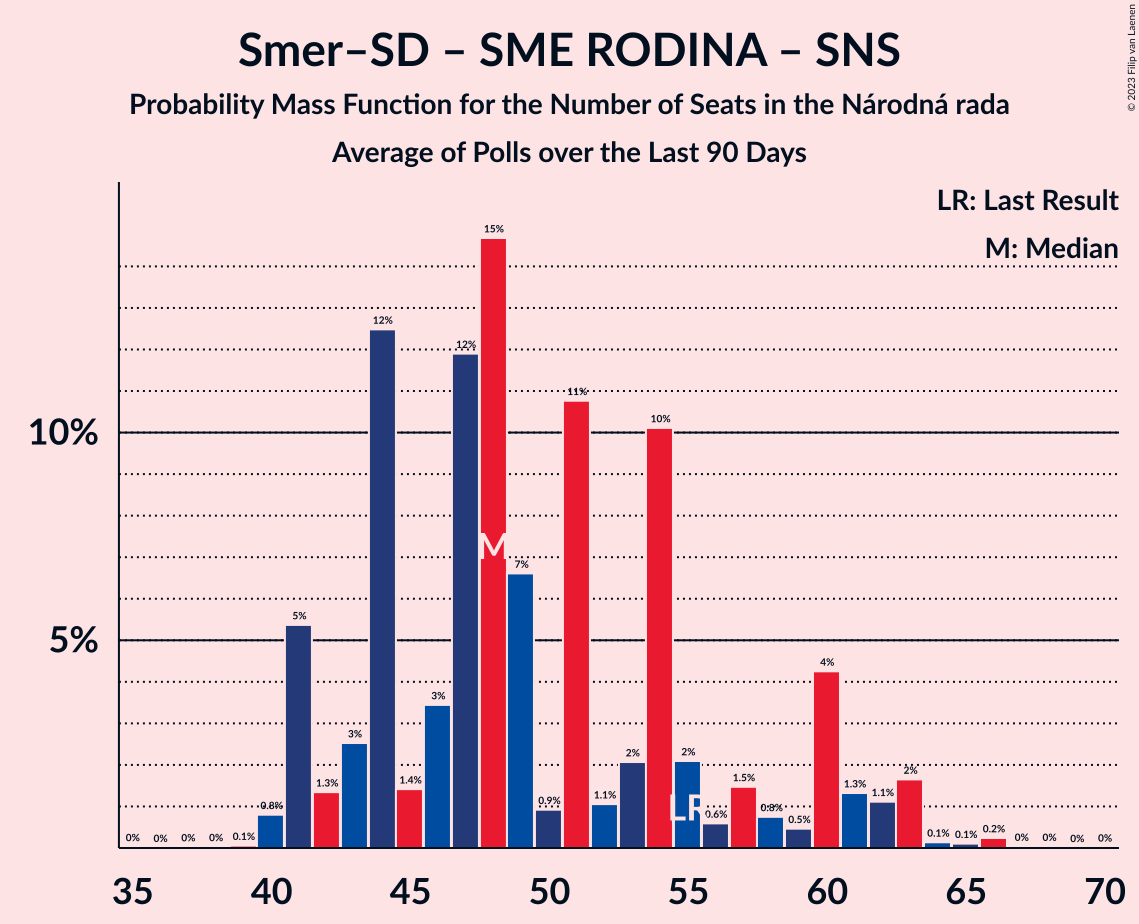 © 2023 Filip van Laenen
Smer–SD – SME RODINA – SNS
Probability Mass Function for the Number of Seats in the Národná rada
Average of Polls over the Last 90 Days
LR: Last Result
M: Median
10%
5%
0% 0% 0% 0% 0.1% 0.8% 5% 1.3% 3% 12% 1.4% 3% 12% 15% 7% 0.9% 11% 1.1% 2% 10% 2% 0.6% 1.5% 0.8% 0.5% 4% 1.3% 1.1% 2% 0.1% 0.1% 0.2% 0% 0% 0% 0%
M
LR
35 40 45 50 55 60 65 70